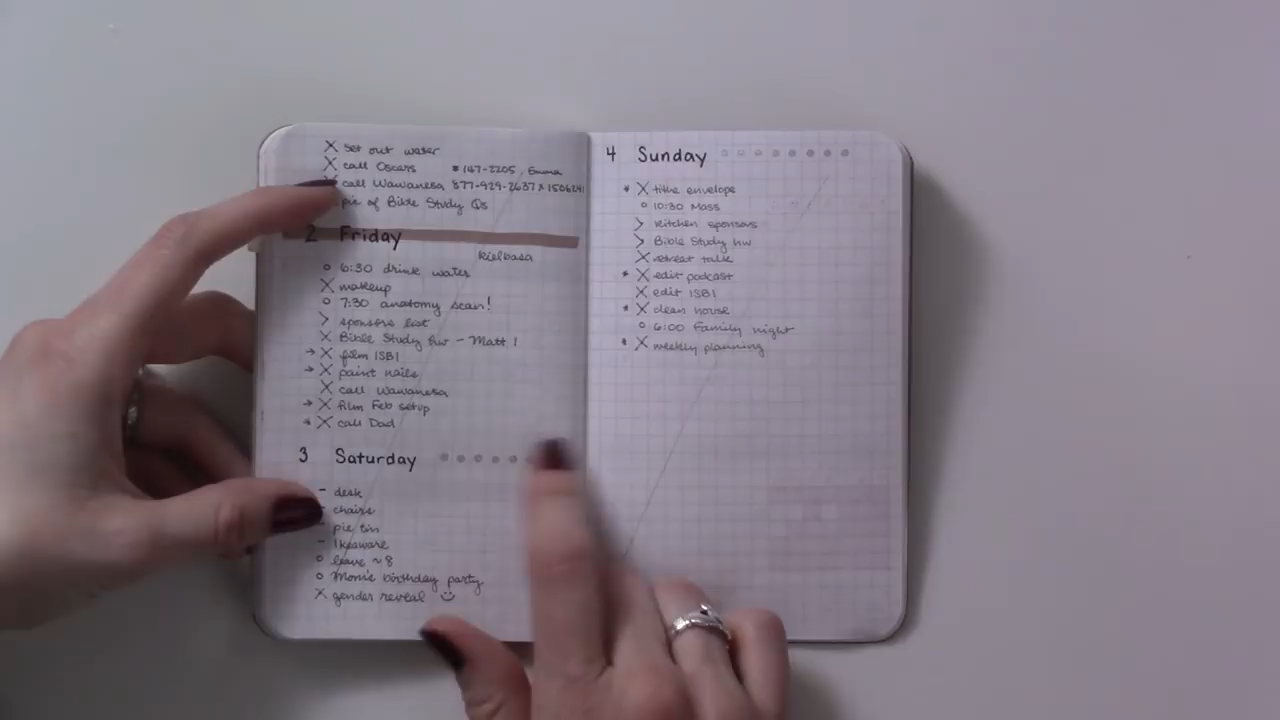 X set out water
X call Oscars # 147-2205, Emma
call Wawanesa 877-929-2637 x 1506241
pic of Bible Study Qs
2 Friday
kielbasa
o 6:30 drink water
X makeup
o 7:30 anatomy scan!
> sponsors list
X Bible Study hw - Matt 1
→ X film ISBI
→ X paint nails
X call Wawanesa
→ X film Feb setup
* X call Dad
3 Saturday
- desk
- chairs
- pie tin
- Ikeaware
o leave ~8
o Mom's birthday party
X gender reveal
4 Sunday
* X tithe envelope
o 10:30 Mass
> kitchen sponsors
> Bible Study hw
X retreat talk
* X edit podcast
X edit ISBI
* X clean house
o 6:00 Family night
* X weekly planning